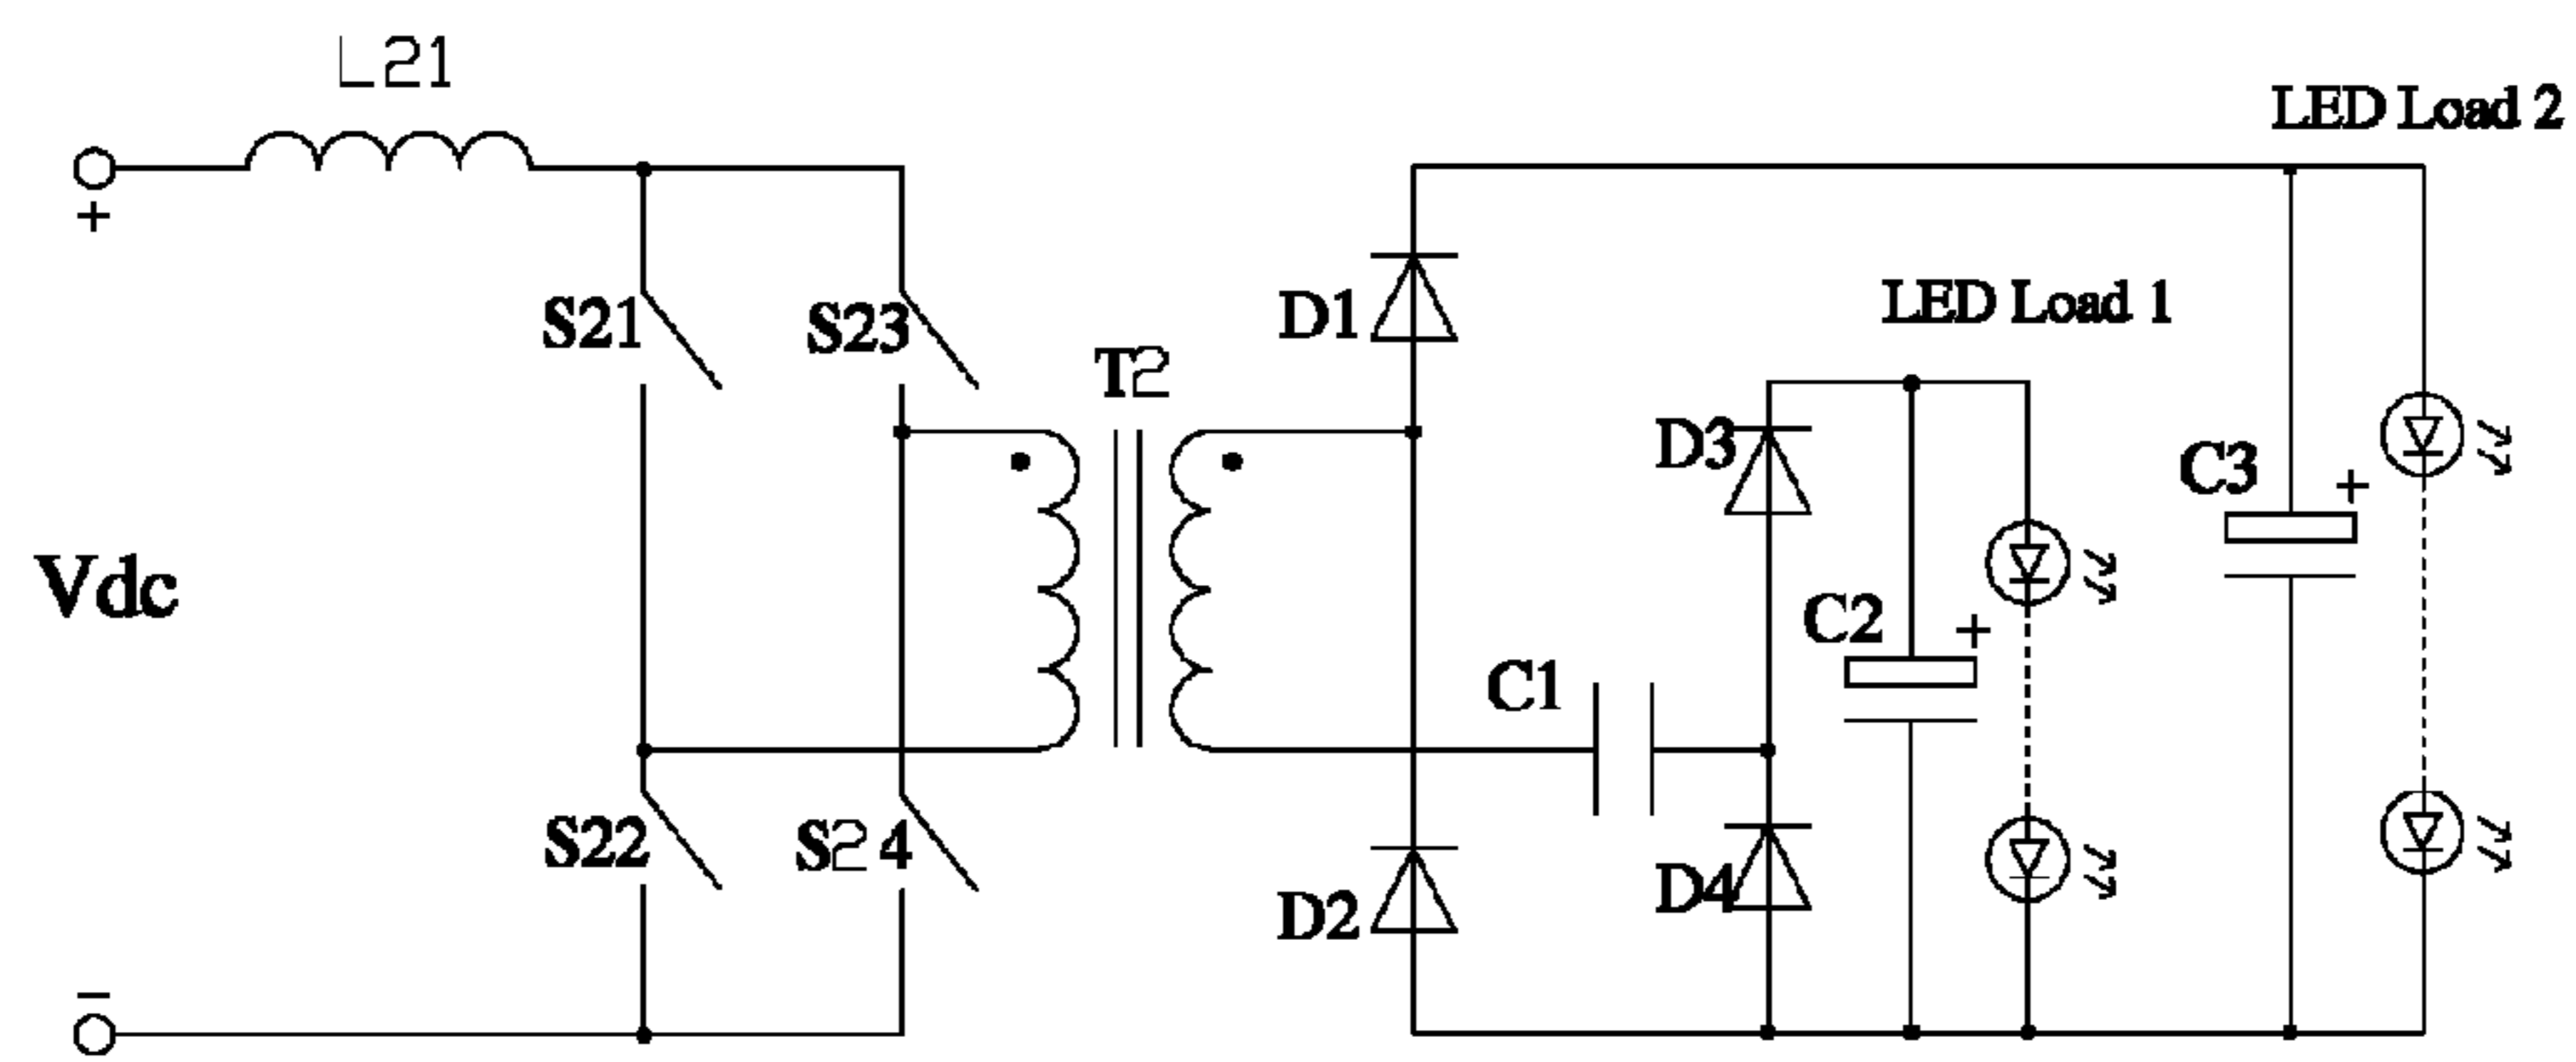 L21
LED Load 2
+
S21
S23
T2
D1
LED Load 1
D3
C3
+
Vdc
C2
+
C1
S22
S24
D2
D4
−